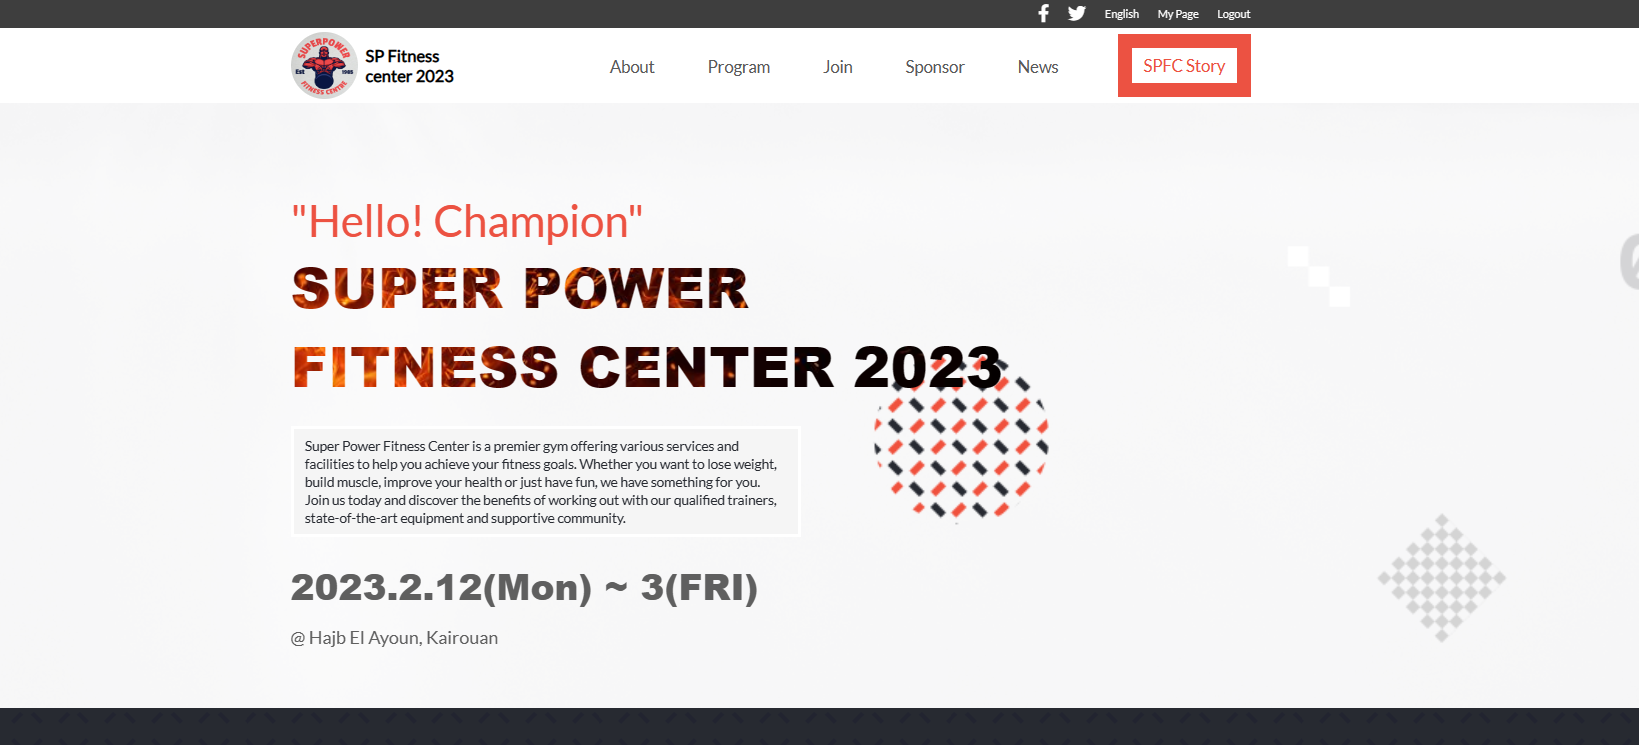 English My Page Logout
SUPERPOWER
Est 1985
FITNESS CENTRE
SP Fitness
center 2023
About Program Join Sponsor News SPFC Story
"Hello! Champion"
SUPER POWER
FITNESS CENTER 2023
Super Power Fitness Center is a premier gym offering various services and
facilities to help you achieve your fitness goals. Whether you want to lose weight,
build muscle, improve your health or just have fun, we have something for you.
Join us today and discover the benefits of working out with our qualified trainers,
state-of-the-art equipment and supportive community.
2023.2.12(Mon) ~ 3(FRI)
@ Hajb El Ayoun, Kairouan